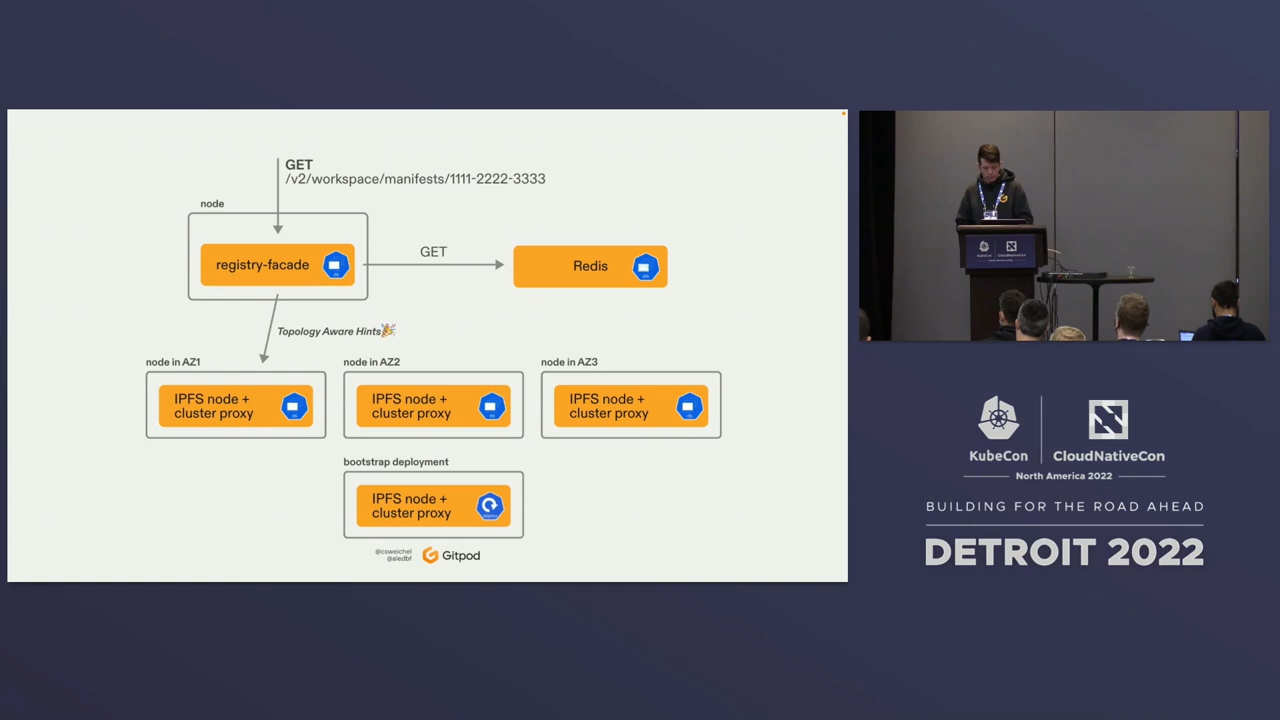 GET
/v2/workspace/manifests/1111-2222-3333
node
registry-facade
GET
Redis
Topology Aware Hints
node in AZ1
node in AZ2
node in AZ3
IPFS node +
cluster proxy
IPFS node +
cluster proxy
IPFS node +
cluster proxy
bootstrap deployment
IPFS node +
cluster proxy
@csweichel
@aledbf
Gitpod
KubeCon
CloudNativeCon
KubeCon
CloudNativeCon
North America 2022
BUILDING FOR THE ROAD AHEAD
DETROIT 2022